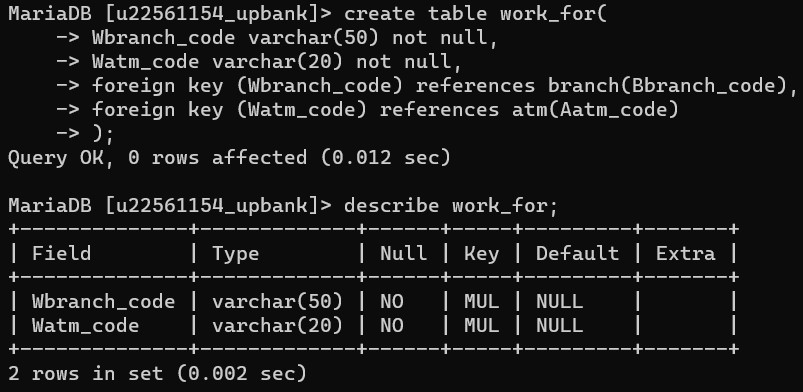 MariaDB [u22561154_upbank]> create table work_for(
    -> Wbranch_code varchar(50) not null,
    -> Watm_code varchar(20) not null,
    -> foreign key (Wbranch_code) references branch(Bbranch_code),
    -> foreign key (Watm_code) references atm(Aatm_code)
    -> );
Query OK, 0 rows affected (0.012 sec)

MariaDB [u22561154_upbank]> describe work_for;
+--------------+-------------+------+-----+---------+-------+
| Field        | Type        | Null | Key | Default | Extra |
+--------------+-------------+------+-----+---------+-------+
| Wbranch_code | varchar(50) | NO   | MUL | NULL    |       |
| Watm_code    | varchar(20) | NO   | MUL | NULL    |       |
+--------------+-------------+------+-----+---------+-------+
2 rows in set (0.002 sec)